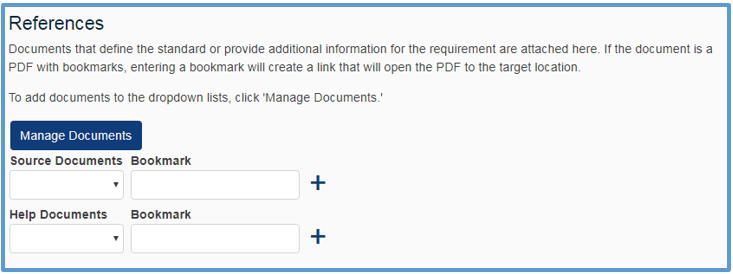 References
Documents that define the standard or provide additional information for the requirement are attached here. If the document is a
PDF with bookmarks, entering a bookmark will create a link that will open the PDF to the target location.
To add documents to the dropdown lists, click 'Manage Documents.'
Manage Documents
Source Documents Bookmark
+
Help Documents Bookmark
+